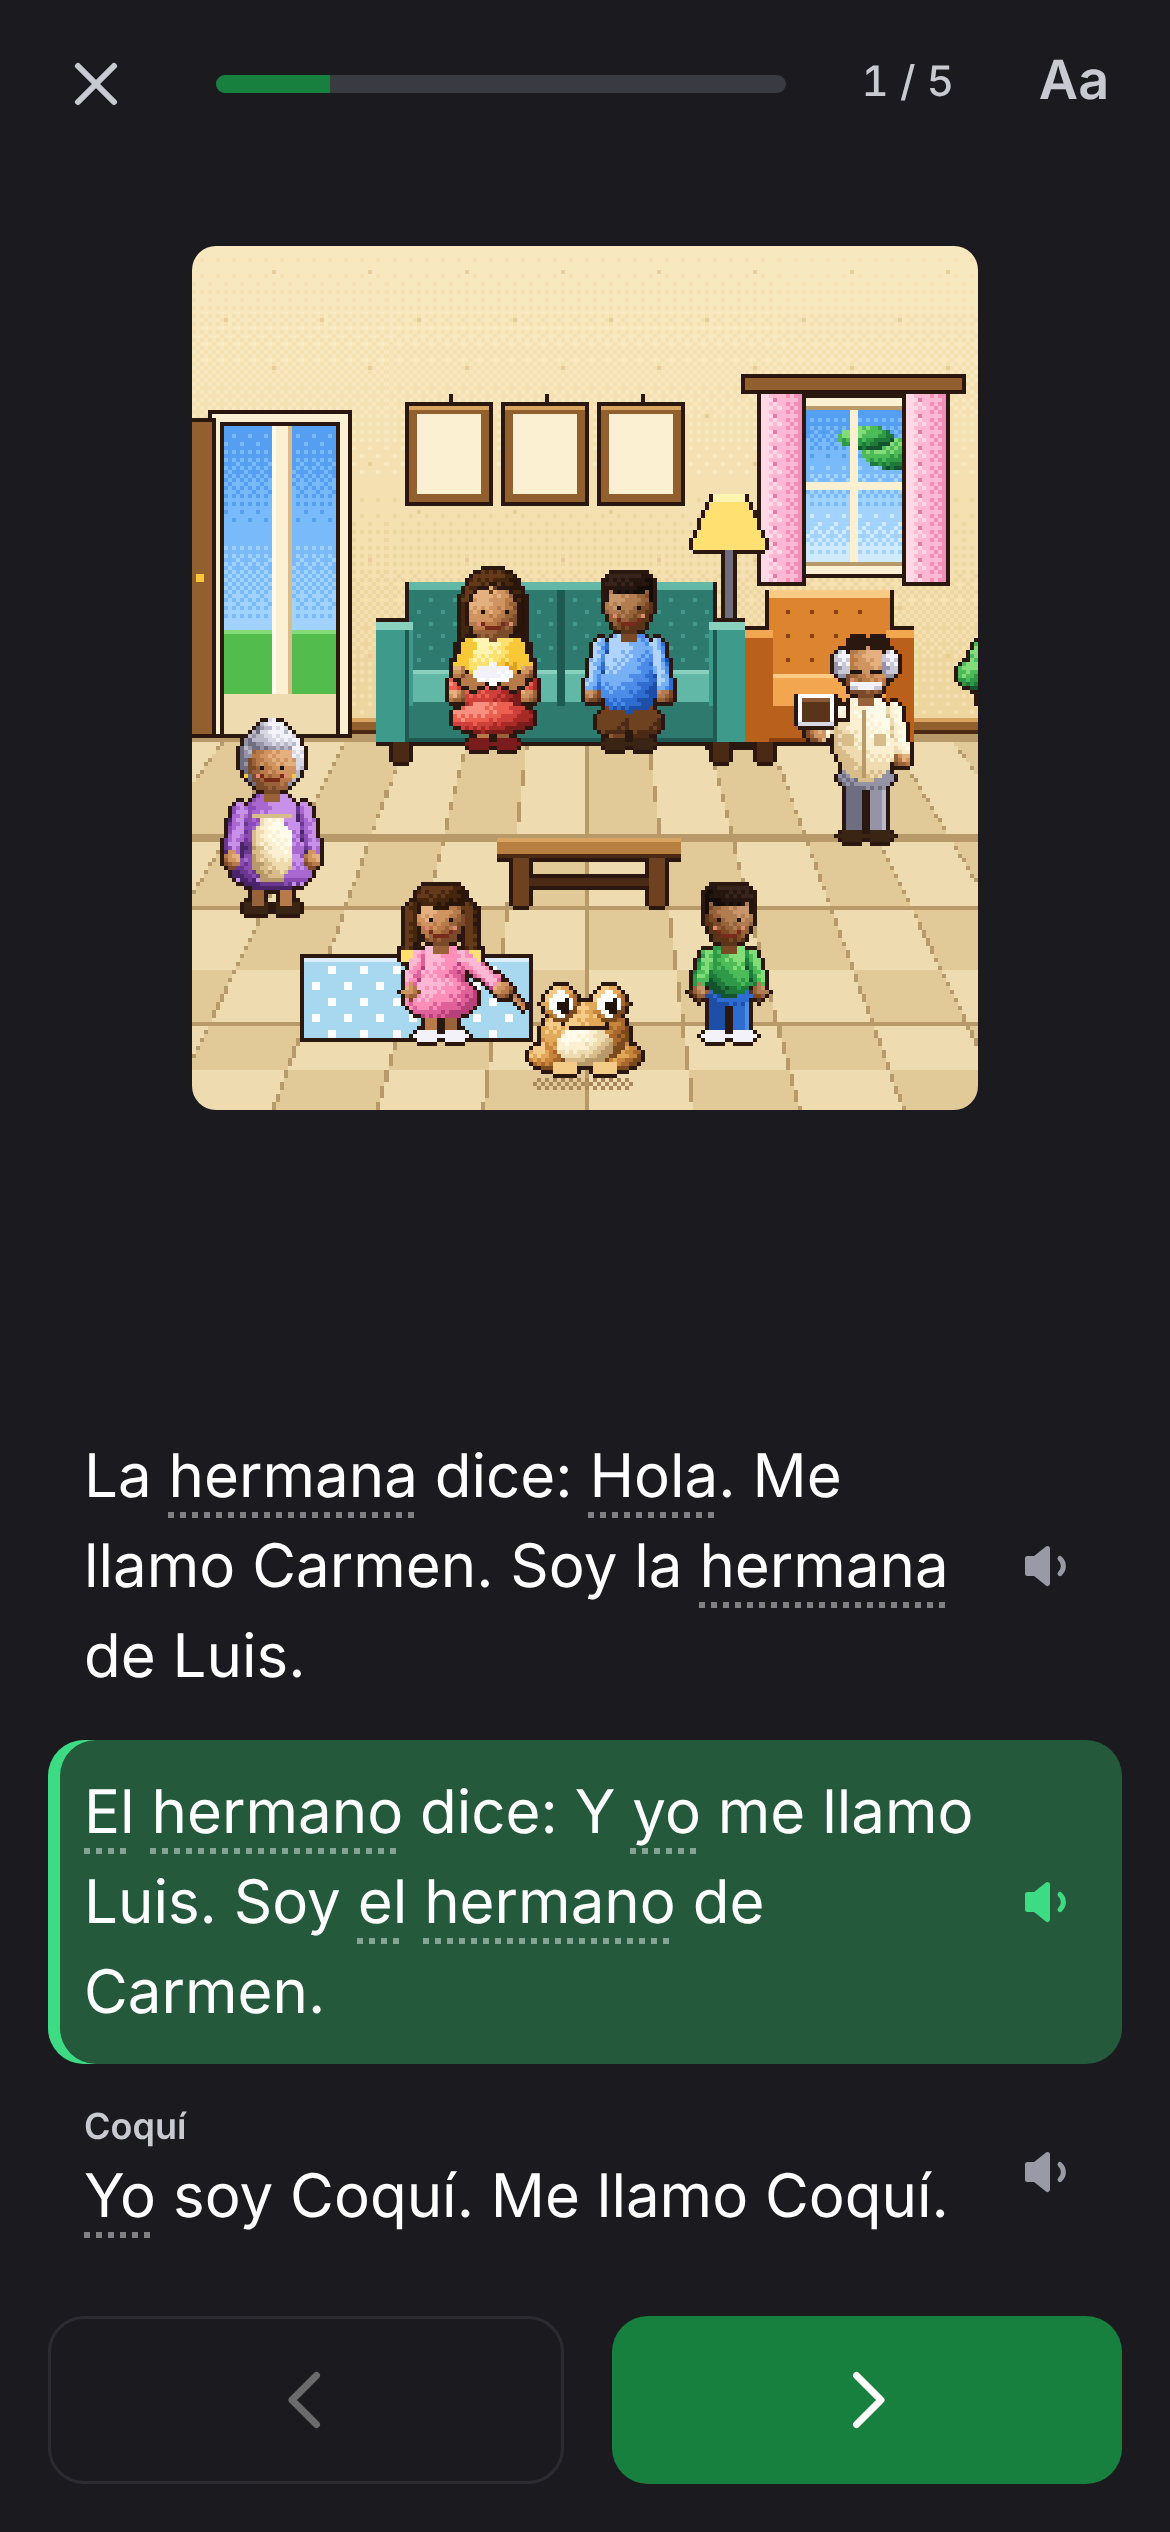 1 / 5
Aa
La hermana dice: Hola. Me
llamo Carmen. Soy la hermana
de Luis.
El hermano dice: Y yo me llamo
Luis. Soy el hermano de
Carmen.
Coquí
Yo soy Coquí. Me llamo Coquí.